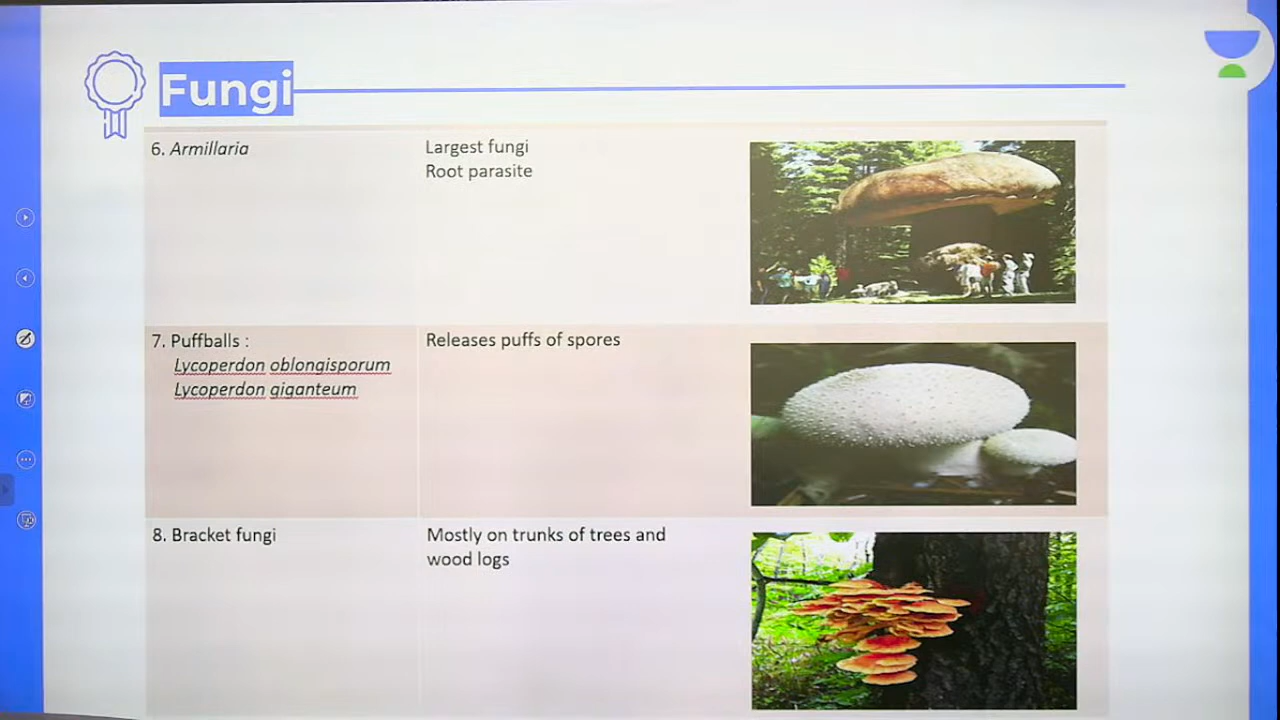 Fungi
6. Armillaria
Largest fungi
Root parasite
7. Puffballs :
Lycoperdon oblongisporum
Lycoperdon giganteum
Releases puffs of spores
8. Bracket fungi
Mostly on trunks of trees and
wood logs